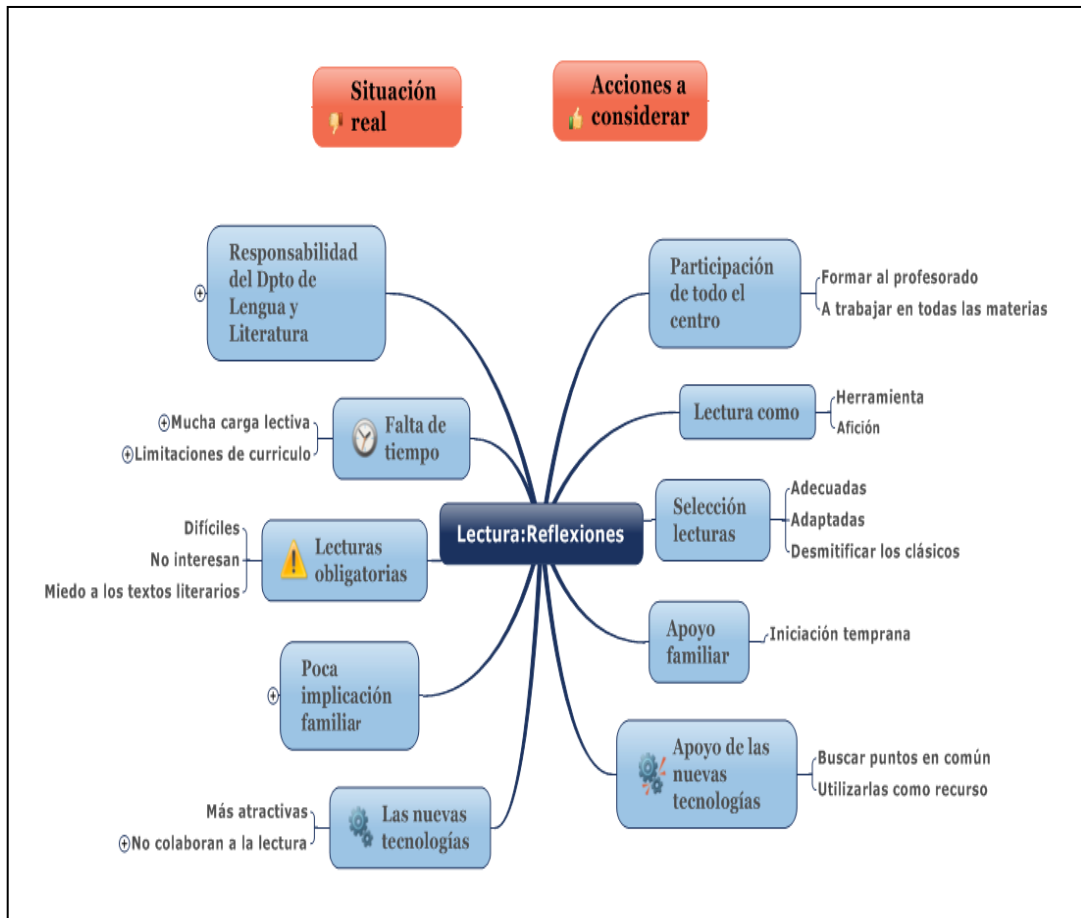 Situación
real
Acciones a
considerar
Responsabilidad
del Dpto de
Lengua y
Literatura
Mucha carga lectiva
Limitaciones de curriculo
Falta de
tiempo
Difíciles
No interesan
Miedo a los textos literarios
Lecturas
obligatorias
Poca
implicación
familiar
Más atractivas
No colaboran a la lectura
Las nuevas
tecnologías
Lectura:Reflexiones
Participación
de todo el
centro
Formar al profesorado
A trabajar en todas las materias
Lectura como
Herramienta
Afición
Selección
lecturas
Adecuadas
Adaptadas
Desmitificar los clásicos
Apoyo
familiar
Iniciación temprana
Apoyo de las
nuevas
tecnologías
Buscar puntos en común
Utilizarlas como recurso